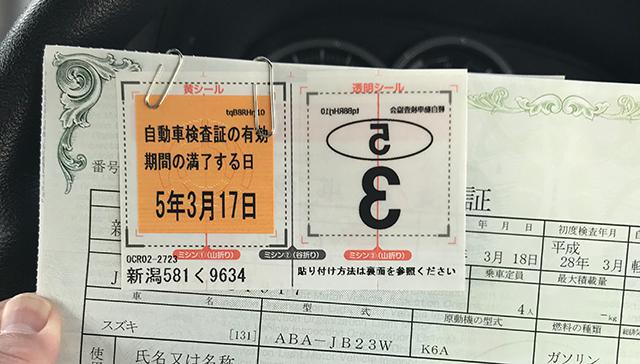 黄シール
透明シール
tqB8RHrj10
自動車検査証の有効
期間の満了する日
5年3月17日
5
3
ミシン①(山折り)
ミシン②(谷折り)
ミシン③(山折り)
OCR02-2723
新潟581く9634
貼り付け方法は裏面を参照ください
番号
証
年 月 日
初度検査年月
3月 18日
平成
28年 3月
乗車定員
最大積載量
4人
-kg
車 名
型 式
原動機の型式
燃料の種類
スズキ
[131]
ABA-JB23W
K6A
ガソリン
氏名又は名称